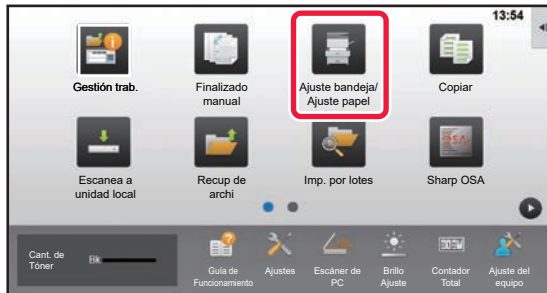 13:54
Gestión trab.
Finalizado
manual
Ajuste bandeja/
Ajuste papel
Copiar
Escanea a
unidad local
Recup de
archi
Imp. por lotes
Sharp OSA
Cant. de
Tóner
Bk
Guía de
Funcionamiento
Ajustes
Escáner de
PC
Brillo
Ajuste
Contador
Total
Ajuste del
equipo